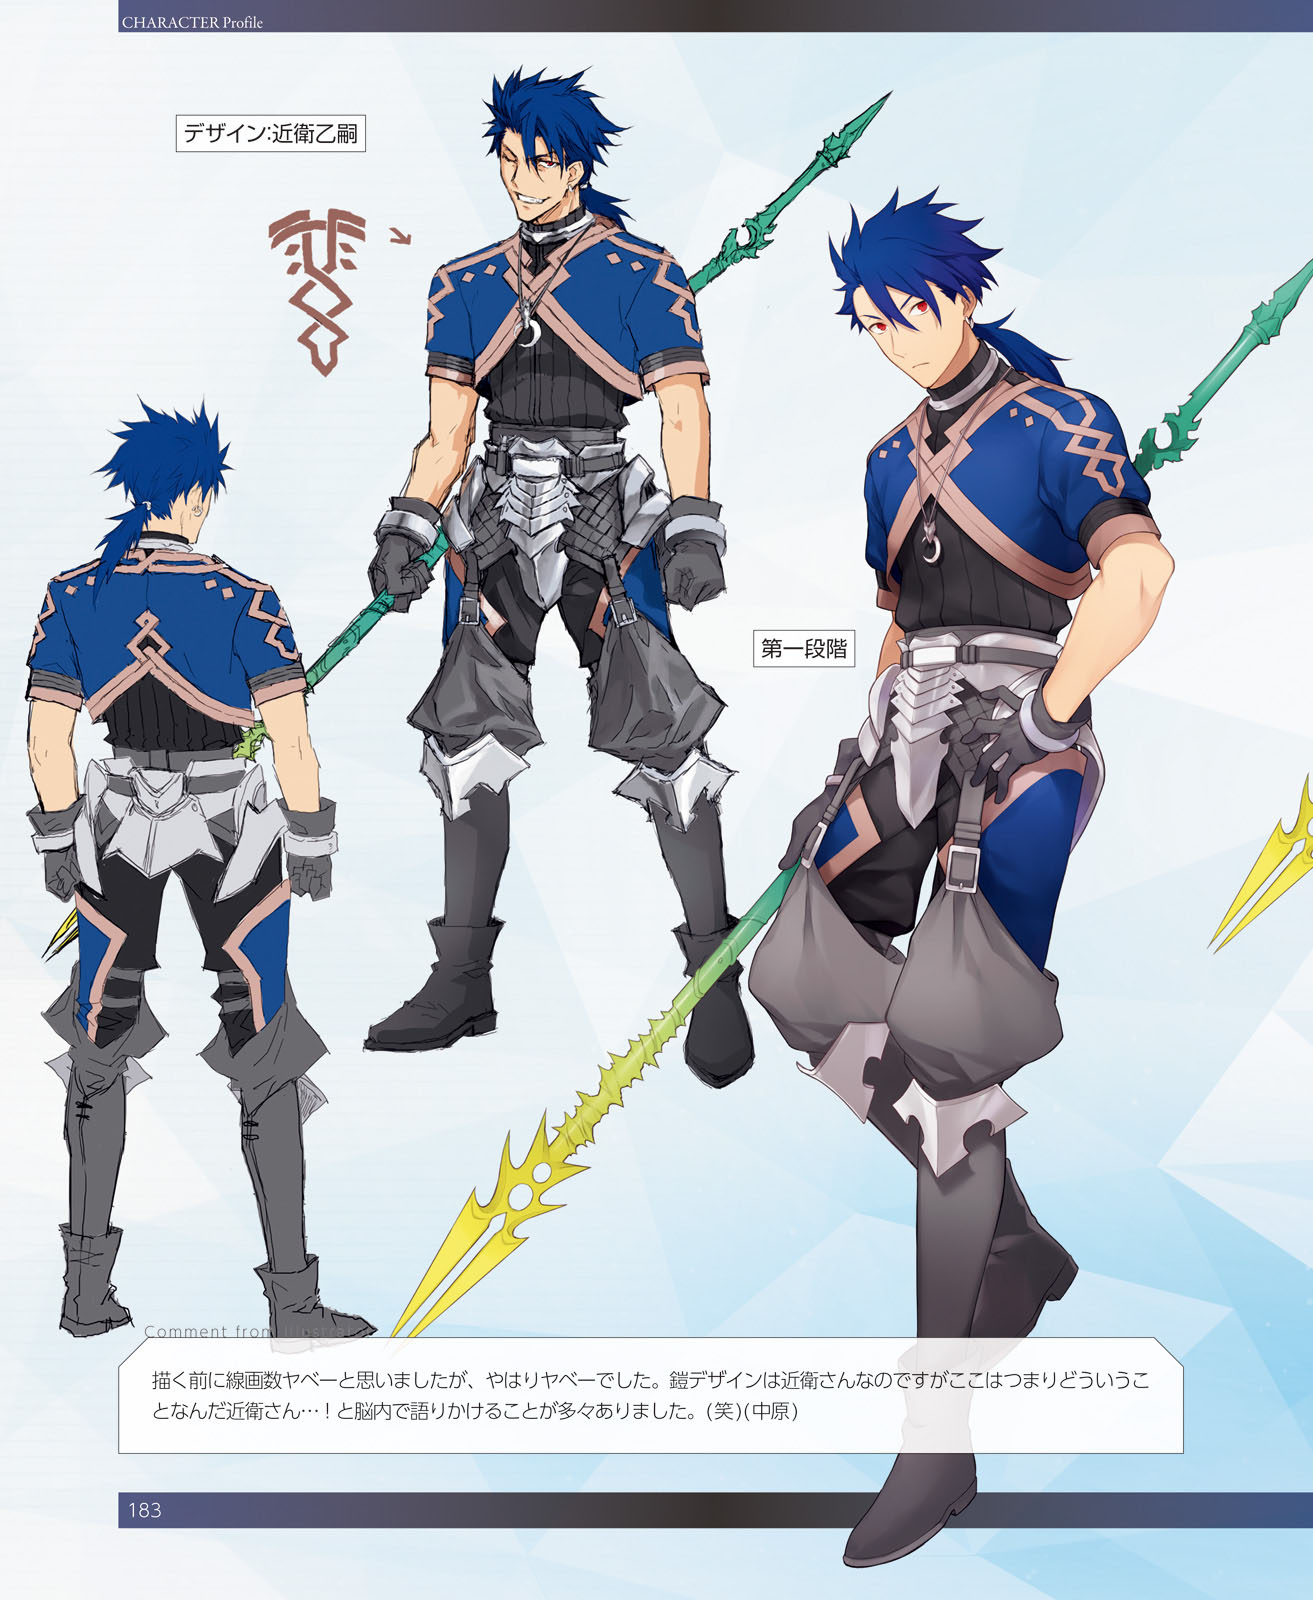 CHARACTER Profile
デザイン:近衛乙嗣
第一段階
Comment from Illustrator
描く前に線画数ヤベーと思いましたが、やはりヤベーでした。鎧デザインは近衛さんなのですがここはつまりどういうこ
となんだ近衛さん…！と脳内で語りかけることが多々ありました。(笑)(中原)
183